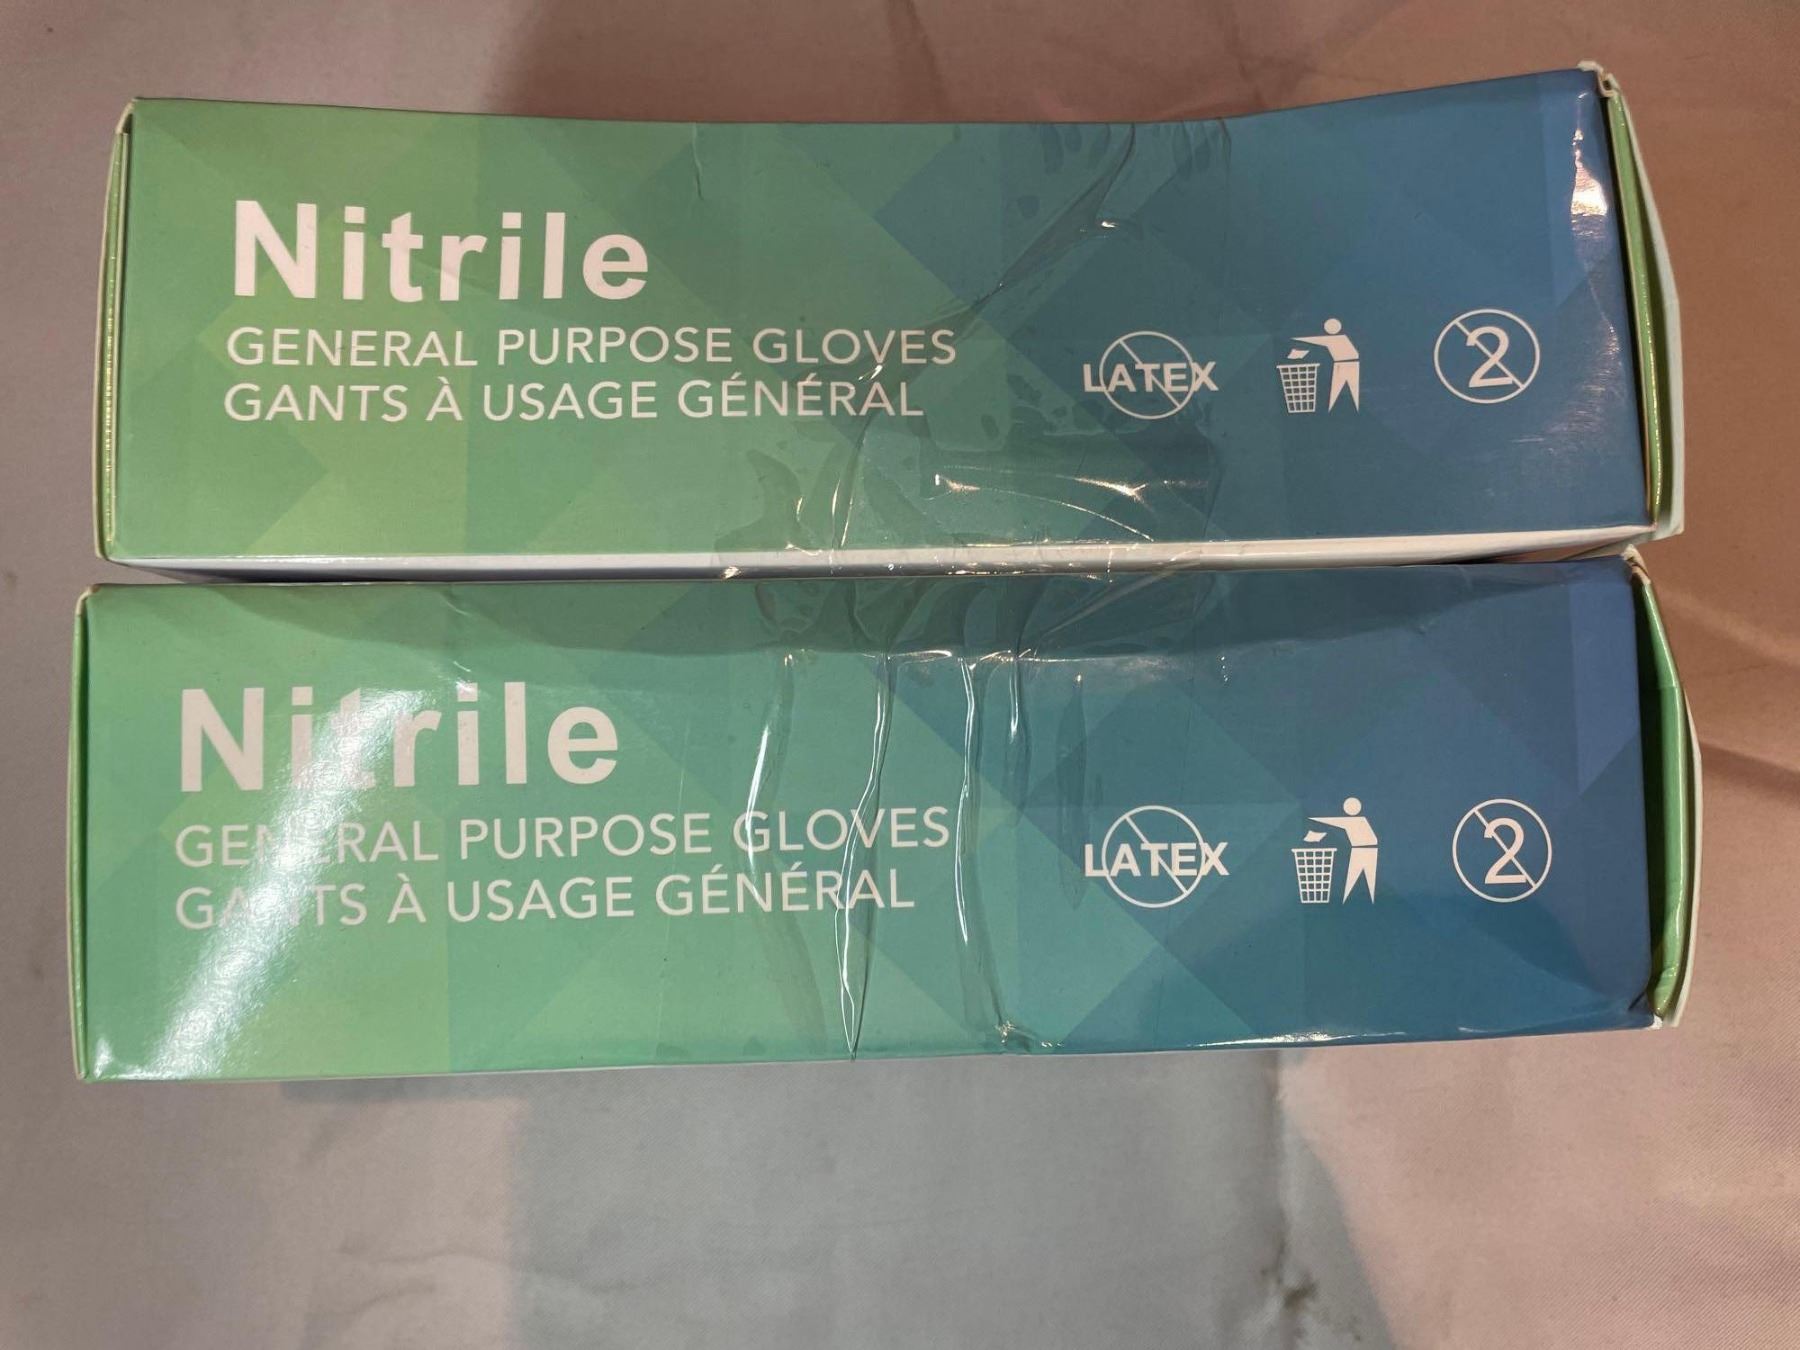 Nitrile
GENERAL PURPOSE GLOVES
GANTS À USAGE GÉNÉRAL
LATEX
2
Nitrile
GENERAL PURPOSE GLOVES
GANTS À USAGE GÉNÉRAL
LATEX
2